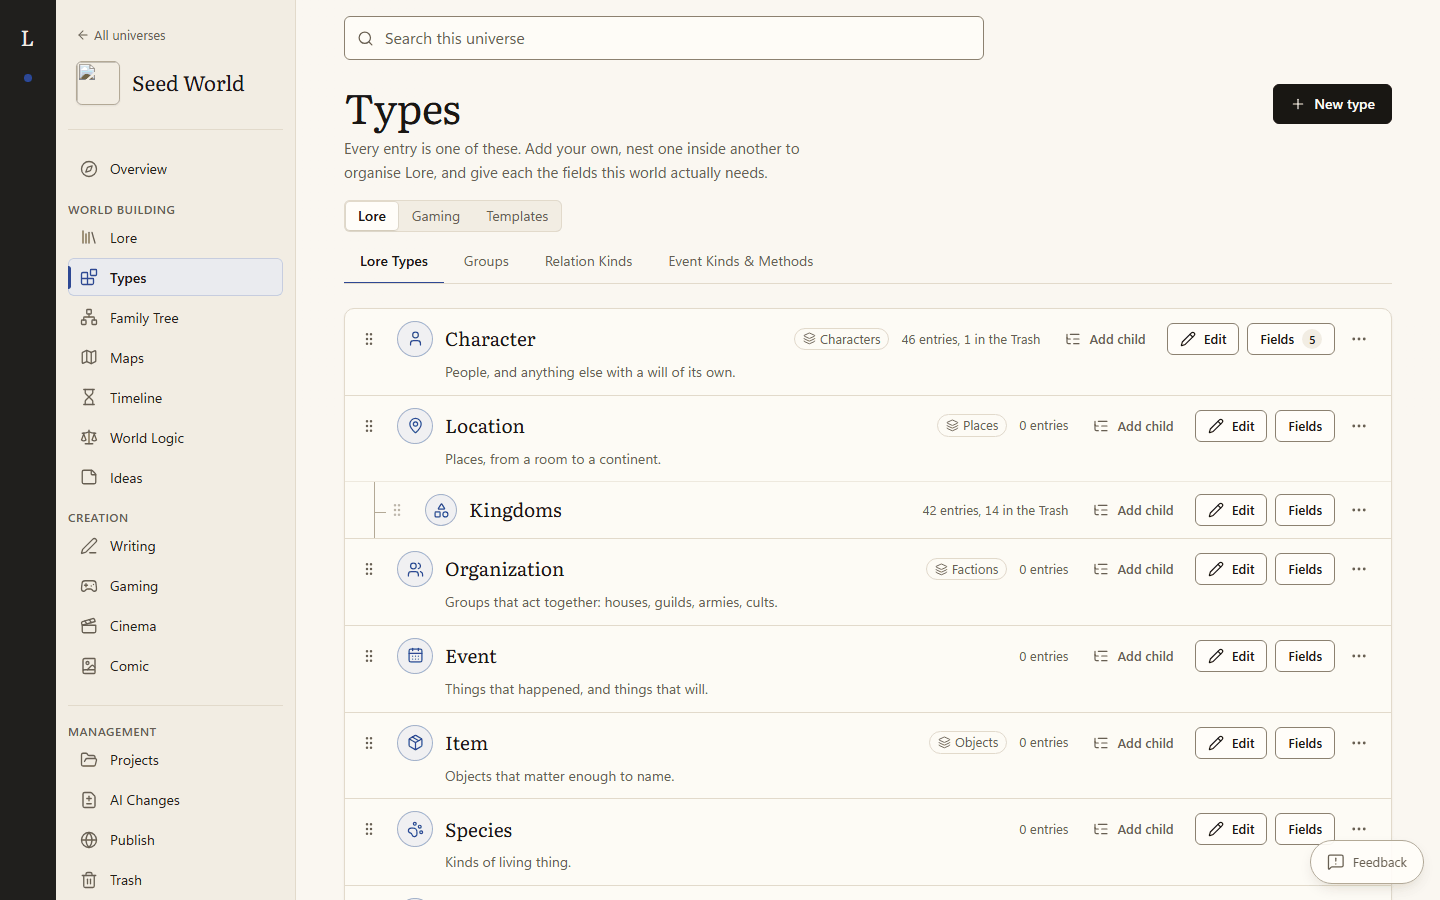 L
All universes
Seed World
Overview
WORLD BUILDING
Lore
Types
Family Tree
Maps
Timeline
World Logic
Ideas
CREATION
Writing
Gaming
Cinema
Comic
MANAGEMENT
Projects
AI Changes
Publish
Trash
Search this universe
Types
New type
Every entry is one of these. Add your own, nest one inside another to
organise Lore, and give each the fields this world actually needs.
Lore Gaming Templates
Lore Types Groups Relation Kinds Event Kinds & Methods
Character Characters 46 entries, 1 in the Trash Add child Edit Fields 5
People, and anything else with a will of its own.
Location Places 0 entries Add child Edit Fields
Places, from a room to a continent.
Kingdoms 42 entries, 14 in the Trash Add child Edit Fields
Organization Factions 0 entries Add child Edit Fields
Groups that act together: houses, guilds, armies, cults.
Event 0 entries Add child Edit Fields
Things that happened, and things that will.
Item Objects 0 entries Add child Edit Fields
Objects that matter enough to name.
Species 0 entries Add child Edit Fields
Kinds of living thing.
Feedback